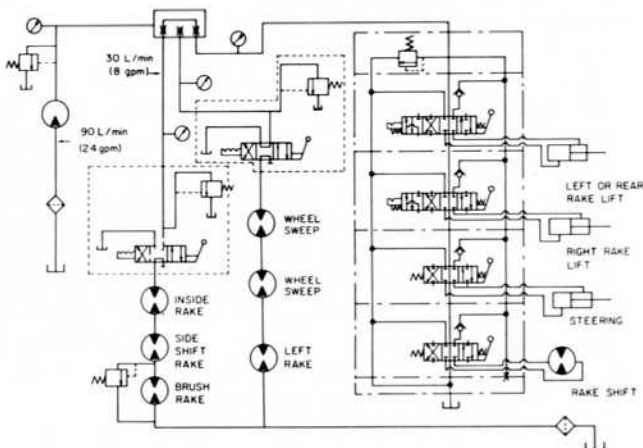 30 L/min
(8 gpm)
90 L/min
(24 gpm)
WHEEL
SWEEP
WHEEL
SWEEP
LEFT
RAKE
INSIDE
RAKE
SIDE
SHIFT
RAKE
BRUSH
RAKE
LEFT OR REAR
RAKE LIFT
RIGHT RAKE
LIFT
STEERING
RAKE SHIFT